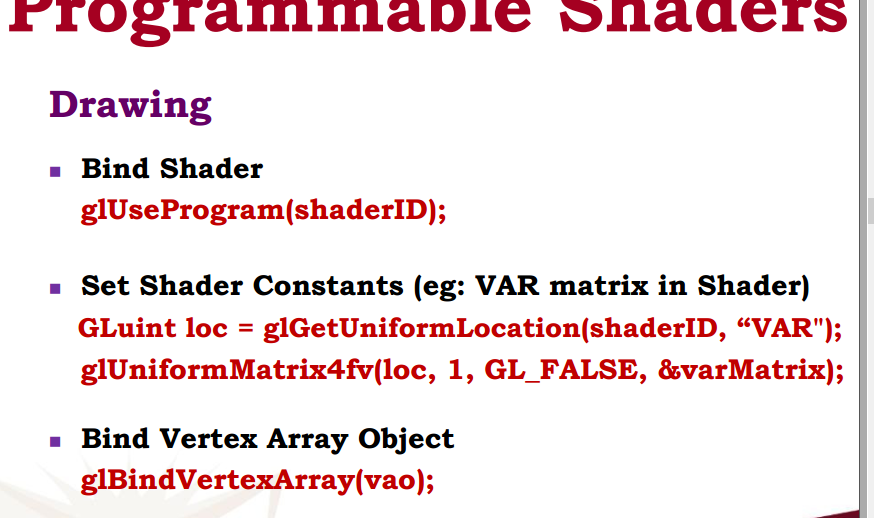 Programmable Shaders
Drawing
Bind Shader
glUseProgram(shaderID);
Set Shader Constants (eg: VAR matrix in Shader)
GLuint loc = glGetUniformLocation(shaderID, “VAR");
glUniformMatrix4fv(loc, 1, GL_FALSE, &varMatrix);
Bind Vertex Array Object
glBindVertexArray(vao);